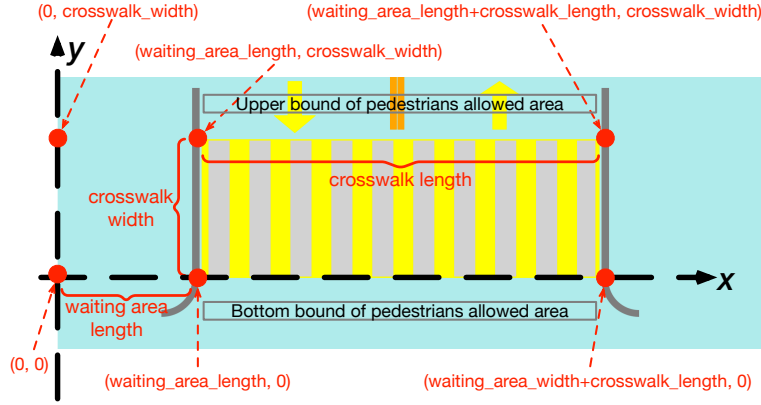 (0, crosswalk_width)
(waiting_area_length+crosswalk_length, crosswalk_width)
y
(waiting_area_length, crosswalk_width)
Upper bound of pedestrians allowed area
crosswalk length
crosswalk
width
x
waiting area
length
Bottom bound of pedestrians allowed area
(0, 0)
(waiting_area_length, 0)
(waiting_area_width+crosswalk_length, 0)